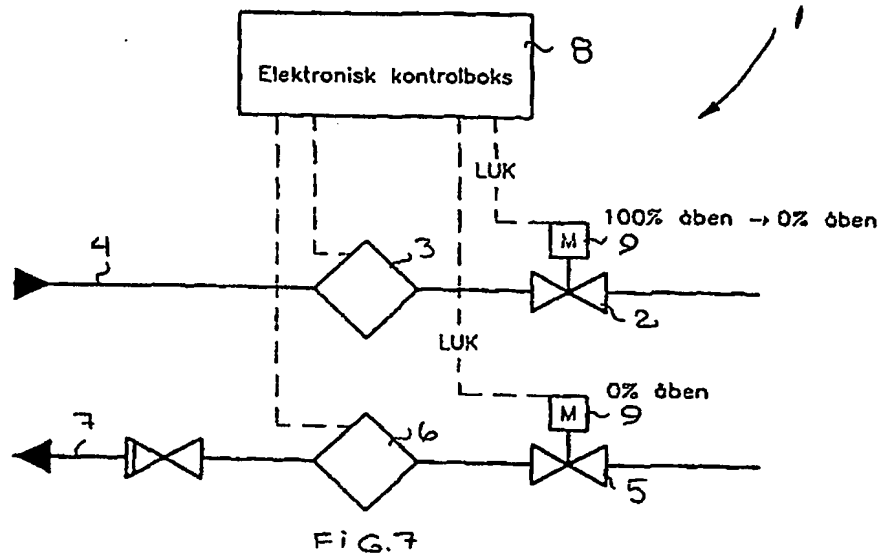 1
8
Elektronisk kontrolboks
LUK
100% åben → 0% åben
M
9
4
3
2
LUK
0% åben
M
9
7
6
5
FiG.7